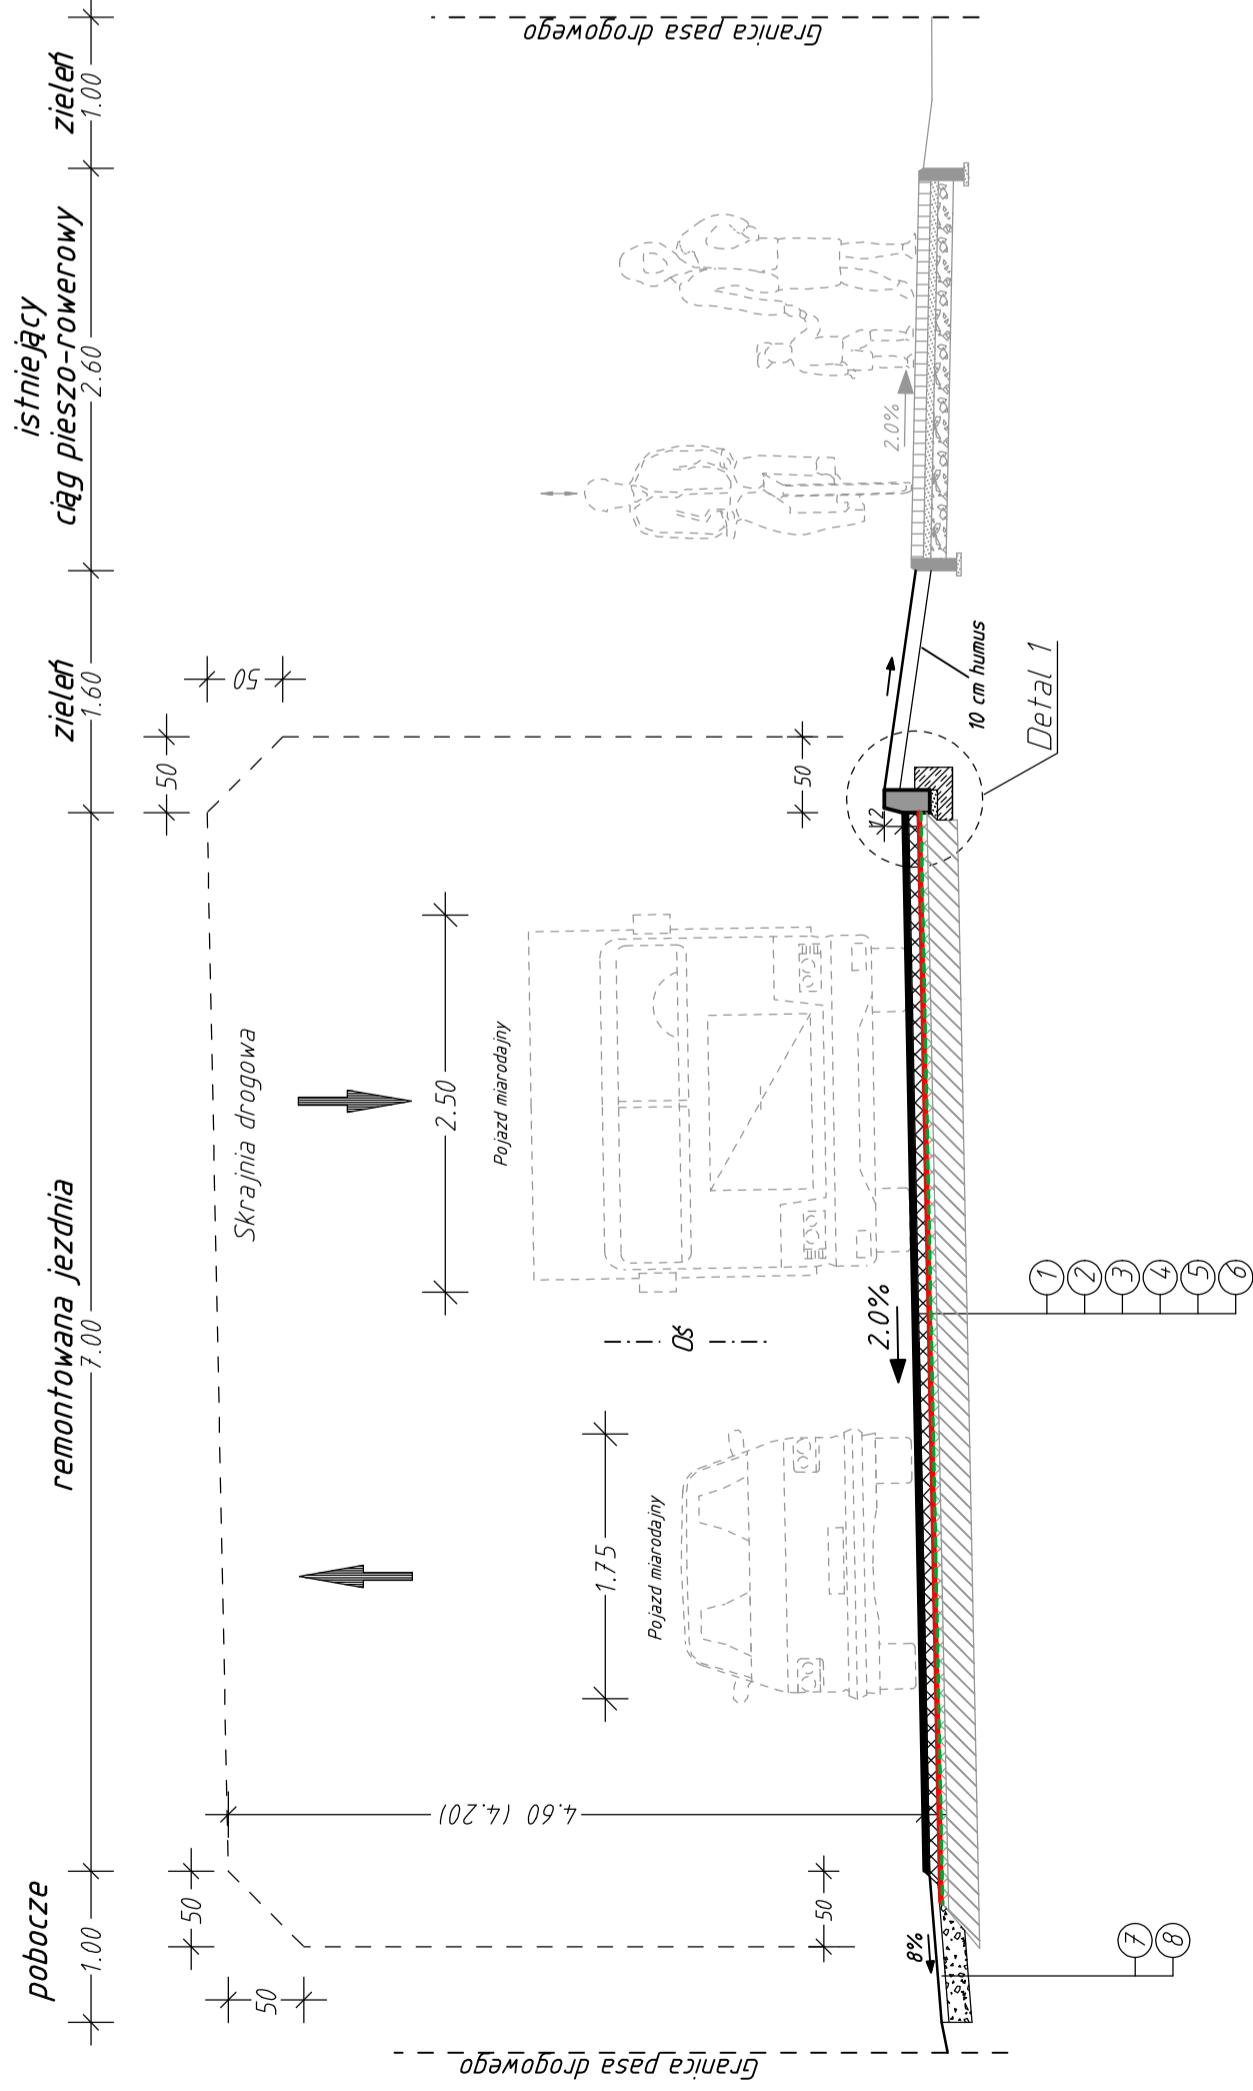 pobocze
1.00
remontowana jezdnia
7.00
zieleń
1.60
istniejący
ciąg pieszo-rowerowy
2.60
zieleń
1.00
50
50
50
50
Skrajnia drogowa
4.60 (4.20)
2.50
Pojazd miarodajny
1.75
Pojazd miarodajny
Oś
50
50
12
Granica pasa drogowego
Granica pasa drogowego
8%
2.0%
2.0%
10 cm humus
Detal 1
1
2
3
4
5
6
7
8